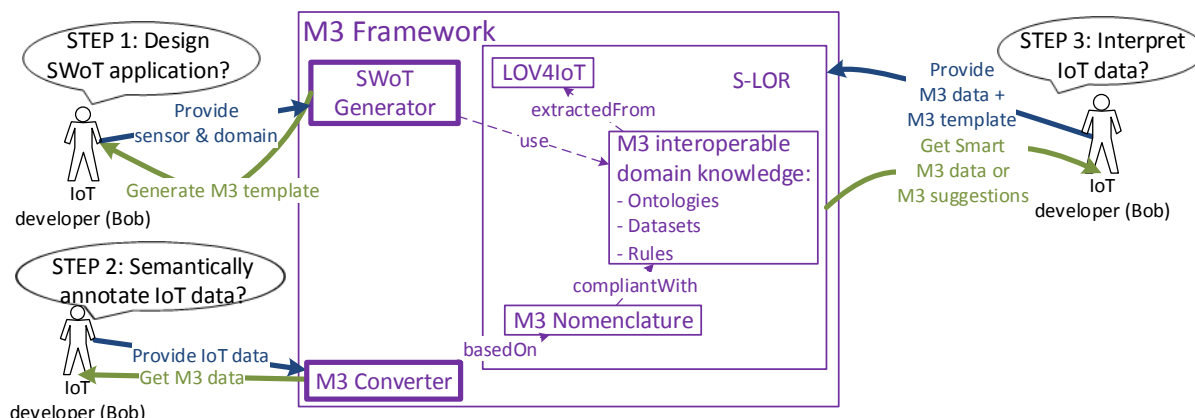 STEP 1: Design
SWoT application?
IoT
developer (Bob)
Provide
sensor & domain
Generate M3 template
STEP 2: Semantically
annotate IoT data?
IoT
developer (Bob)
Provide IoT data
Get M3 data
M3 Framework
SWoT
Generator
M3 Converter
use
basedOn
S-LOR
LOV4IoT
extractedFrom
M3 interoperable
domain knowledge:
- Ontologies
- Datasets
- Rules
compliantWith
M3 Nomenclature
STEP 3: Interpret
IoT data?
Provide
M3 data +
M3 template
Get Smart
M3 data or
M3 suggestions
IoT
developer (Bob)